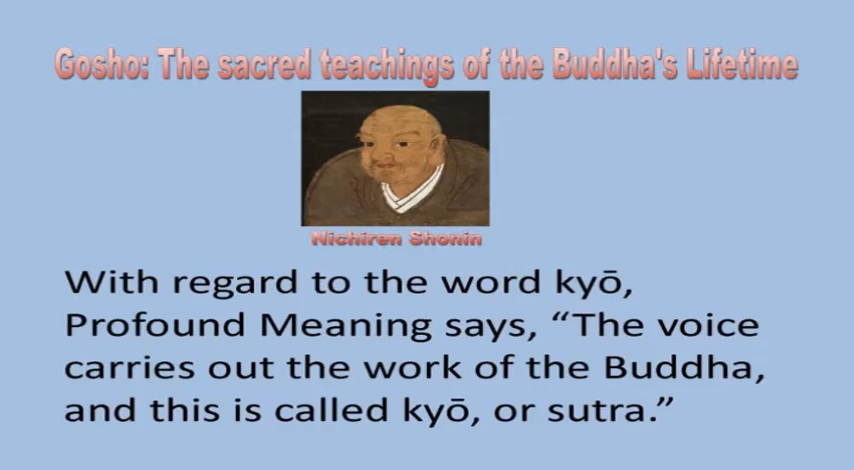 Gosho: The sacred teachings of the Buddha's Lifetime
Nichiren Shonin
With regard to the word kyō,
Profound Meaning says, “The voice
carries out the work of the Buddha,
and this is called kyō, or sutra.”